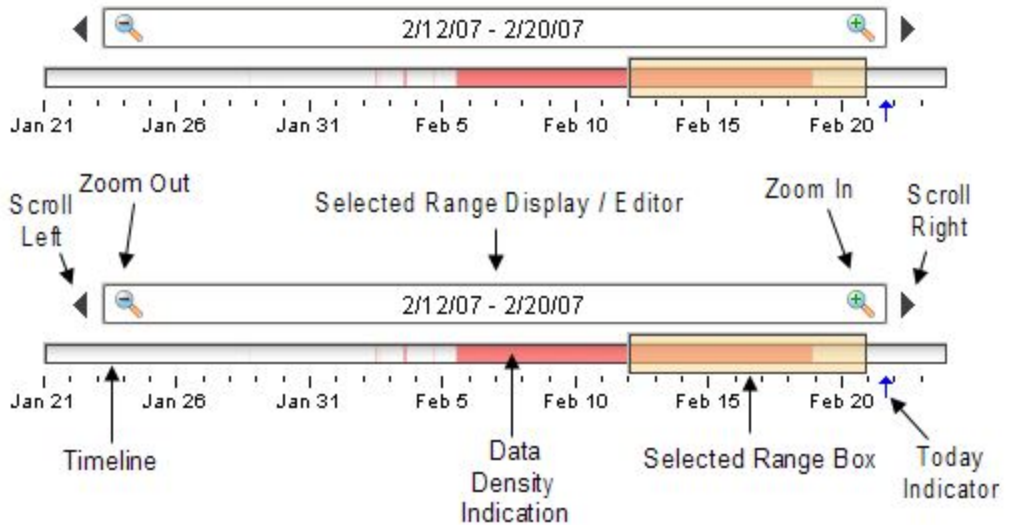 2/12/07 - 2/20/07
Jan 21 Jan 26 Jan 31 Feb 5 Feb 10 Feb 15 Feb 20
Scroll
Left
Zoom Out
Selected Range Display / Editor
Zoom In
Scroll
Right
2/12/07 - 2/20/07
Jan 21 Jan 26 Jan 31 Feb 5 Feb 10 Feb 15 Feb 20
Timeline
Data
Density
Indication
Selected Range Box
Today
Indicator